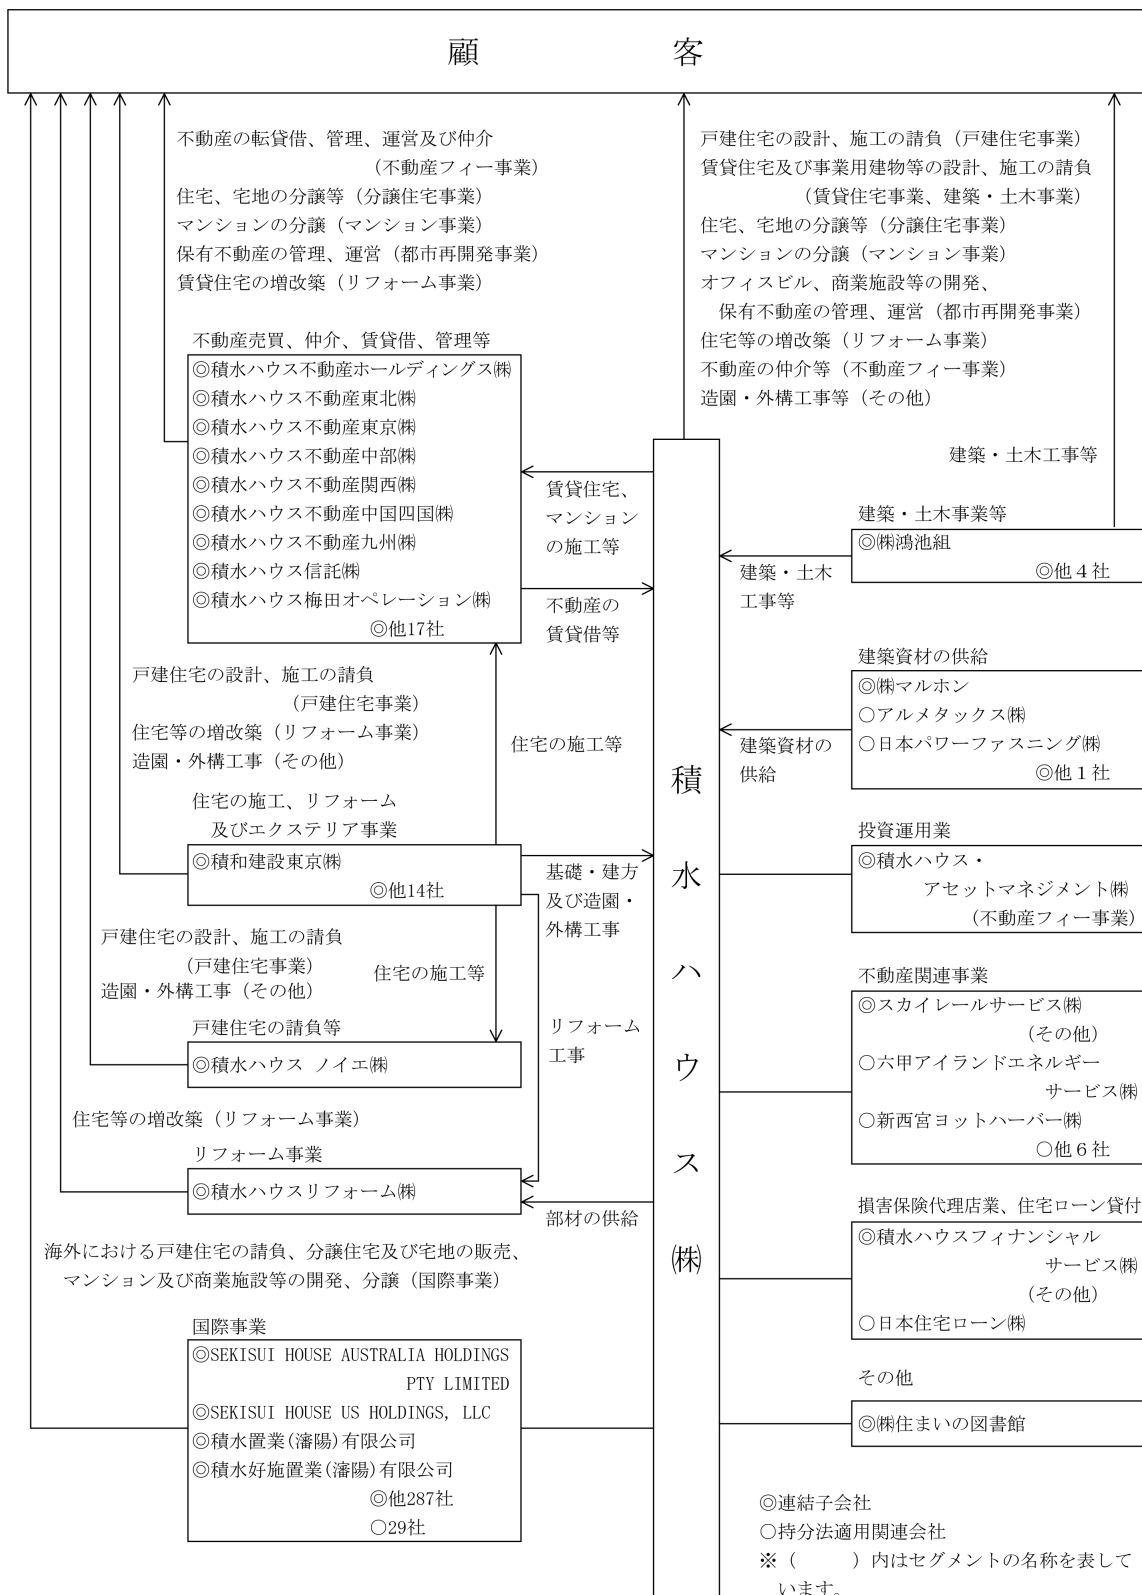 顧客
不動産の転貸借、管理、運営及び仲介
(不動産フィー事業)
住宅、宅地の分譲等(分譲住宅事業)
マンションの分譲(マンション事業)
保有不動産の管理、運営(都市再開発事業)
賃貸住宅の増改築(リフォーム事業)
戸建住宅の設計、施工の請負(戸建住宅事業)
賃貸住宅及び事業用建物等の設計、施工の請負
(賃貸住宅事業、建築・土木事業)
住宅、宅地の分譲等(分譲住宅事業)
マンションの分譲(マンション事業)
オフィスビル、商業施設等の開発、
保有不動産の管理、運営(都市再開発事業)
住宅等の増改築(リフォーム事業)
不動産の仲介等(不動産フィー事業)
造園・外構工事等(その他)
不動産売買、仲介、賃貸借、管理等
◎積水ハウス不動産ホールディングス㈱
◎積水ハウス不動産東北㈱
◎積水ハウス不動産東京㈱
◎積水ハウス不動産中部㈱
◎積水ハウス不動産関西㈱
◎積水ハウス不動産中国四国㈱
◎積水ハウス不動産九州㈱
◎積水ハウス信託㈱
◎積水ハウス梅田オペレーション㈱
◎他17社
賃貸住宅、
マンション
の施工等
不動産の
賃貸借等
建築・土木工事等
建築・土木事業等
◎㈱鴻池組
◎他4社
建築・土木
工事等
建築資材の供給
◎㈱マルホン
○アルメタックス㈱
○日本パワーファスニング㈱
◎他1社
建築資材の
供給
戸建住宅の設計、施工の請負
(戸建住宅事業)
住宅等の増改築(リフォーム事業)
造園・外構工事(その他)
住宅の施工等
住宅の施工、リフォーム
及びエクステリア事業
◎積和建設東京㈱
◎他14社
基礎・建方
及び造園・
外構工事
積水ハウス㈱
投資運用業
◎積水ハウス・
アセットマネジメント㈱
(不動産フィー事業)
戸建住宅の設計、施工の請負
(戸建住宅事業)
造園・外構工事(その他)
住宅の施工等
戸建住宅の請負等
◎積水ハウス ノイエ㈱
リフォーム
工事
不動産関連事業
◎スカイレールサービス㈱
(その他)
○六甲アイランドエネルギー
サービス㈱
○新西宮ヨットハーバー㈱
○他6社
住宅等の増改築(リフォーム事業)
リフォーム事業
◎積水ハウスリフォーム㈱
部材の供給
損害保険代理店業、住宅ローン貸付
◎積水ハウスフィナンシャル
サービス㈱
(その他)
○日本住宅ローン㈱
海外における戸建住宅の請負、分譲住宅及び宅地の販売、
マンション及び商業施設等の開発、分譲(国際事業)
国際事業
◎SEKISUI HOUSE AUSTRALIA HOLDINGS
PTY LIMITED
◎SEKISUI HOUSE US HOLDINGS, LLC
◎積水置業(瀋陽)有限公司
◎積水好施置業(瀋陽)有限公司
◎他287社
○29社
その他
◎㈱住まいの図書館
◎連結子会社
○持分法適用関連会社
※( )内はセグメントの名称を表して
います。